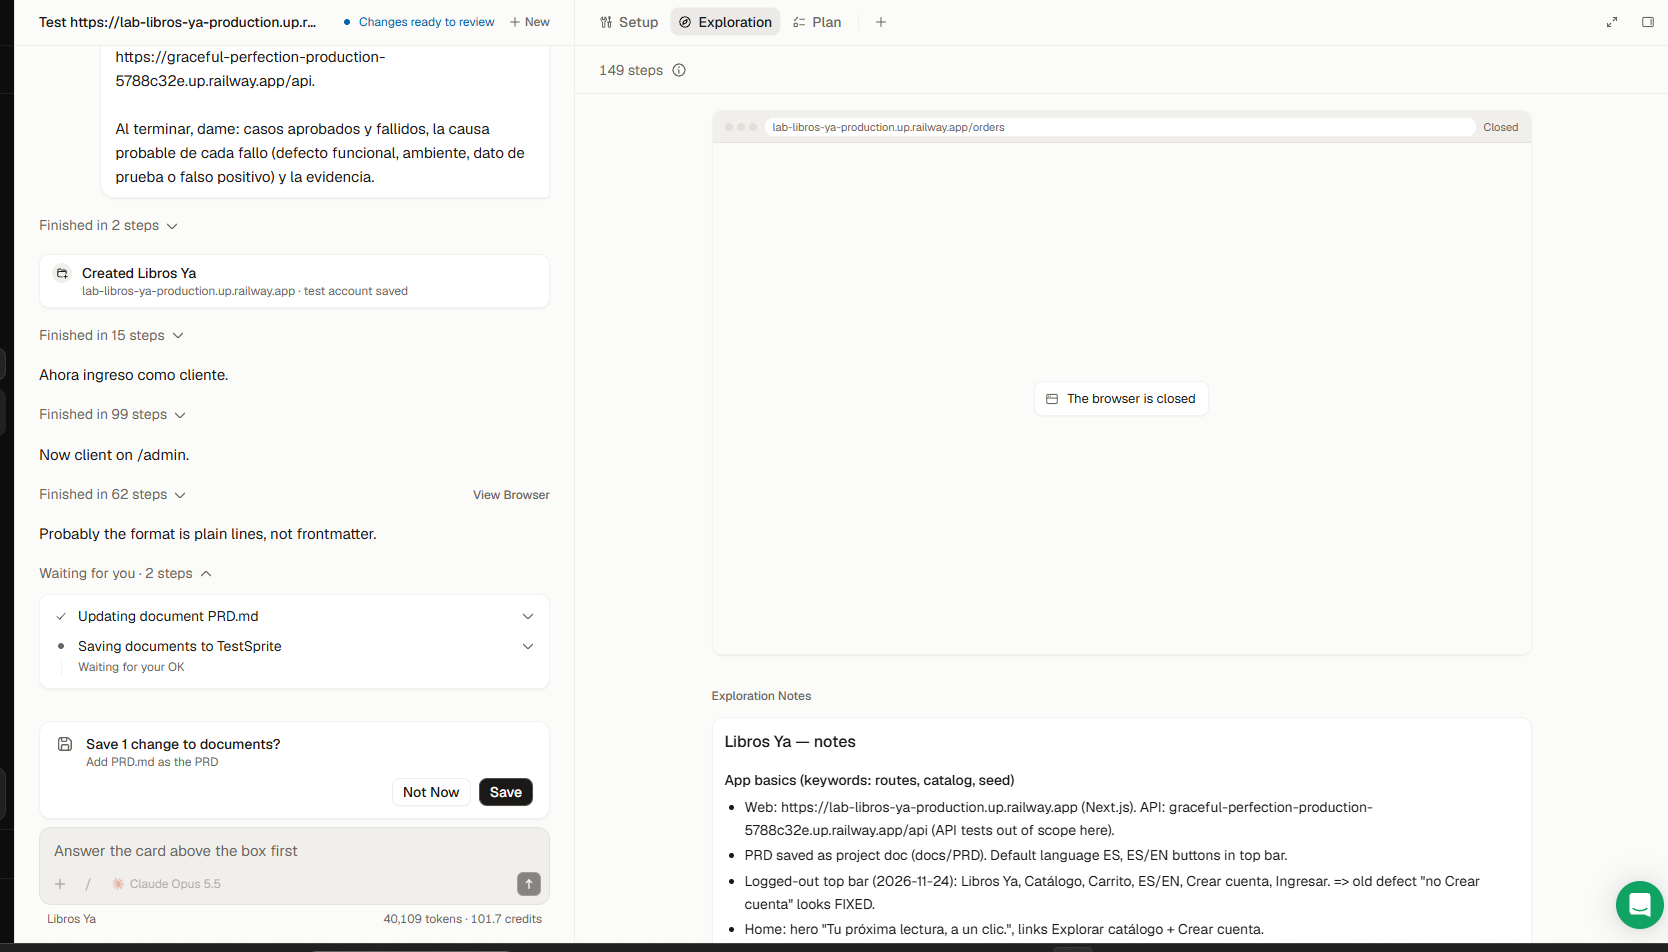 Test https://lab-libros-ya-production.up.r...
Changes ready to review
New
https://graceful-perfection-production-
5788c32e.up.railway.app/api.
Al terminar, dame: casos aprobados y fallidos, la causa
probable de cada fallo (defecto funcional, ambiente, dato de
prueba o falso positivo) y la evidencia.
Finished in 2 steps
Created Libros Ya
lab-libros-ya-production.up.railway.app · test account saved
Finished in 15 steps
Ahora ingreso como cliente.
Finished in 99 steps
Now client on /admin.
Finished in 62 steps
View Browser
Probably the format is plain lines, not frontmatter.
Waiting for you · 2 steps
Updating document PRD.md
Saving documents to TestSprite
Waiting for your OK
Save 1 change to documents?
Add PRD.md as the PRD
Not Now
Save
Answer the card above the box first
+ / Claude Opus 5.5
Libros Ya
40,109 tokens · 101.7 credits
Setup
Exploration
Plan
149 steps
lab-libros-ya-production.up.railway.app/orders
Closed
The browser is closed
Exploration Notes
Libros Ya — notes
App basics (keywords: routes, catalog, seed)
• Web: https://lab-libros-ya-production.up.railway.app (Next.js). API: graceful-perfection-production-
5788c32e.up.railway.app/api (API tests out of scope here).
• PRD saved as project doc (docs/PRD). Default language ES, ES/EN buttons in top bar.
• Logged-out top bar (2026-11-24): Libros Ya, Catálogo, Carrito, ES/EN, Crear cuenta, Ingresar. => old defect "no Crear
cuenta" looks FIXED.
• Home: hero "Tu próxima lectura, a un clic.", links Explorar catálogo + Crear cuenta.